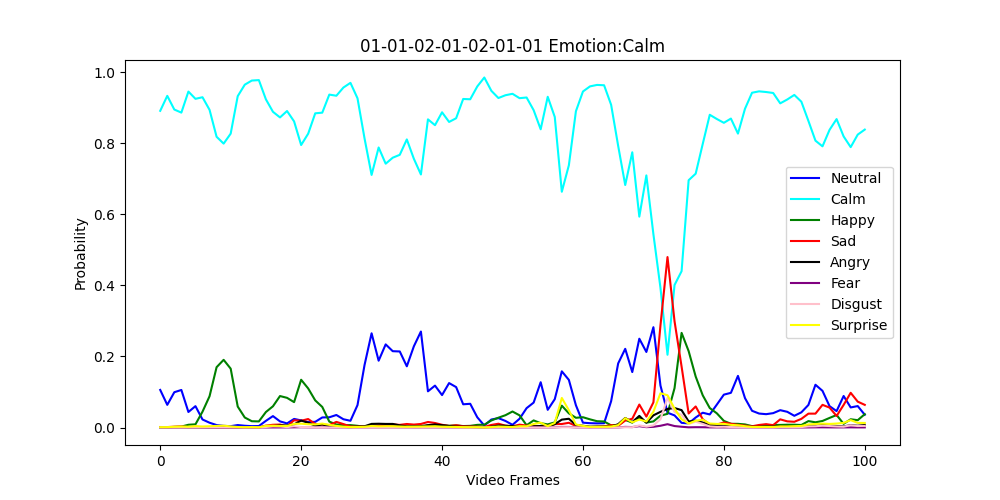 01-01-02-01-02-01-01 Emotion:Calm
1.0
0.8
0.6
0.4
0.2
0.0
Probability
0 20 40 60 80 100
Video Frames
Neutral
Calm
Happy
Sad
Angry
Fear
Disgust
Surprise